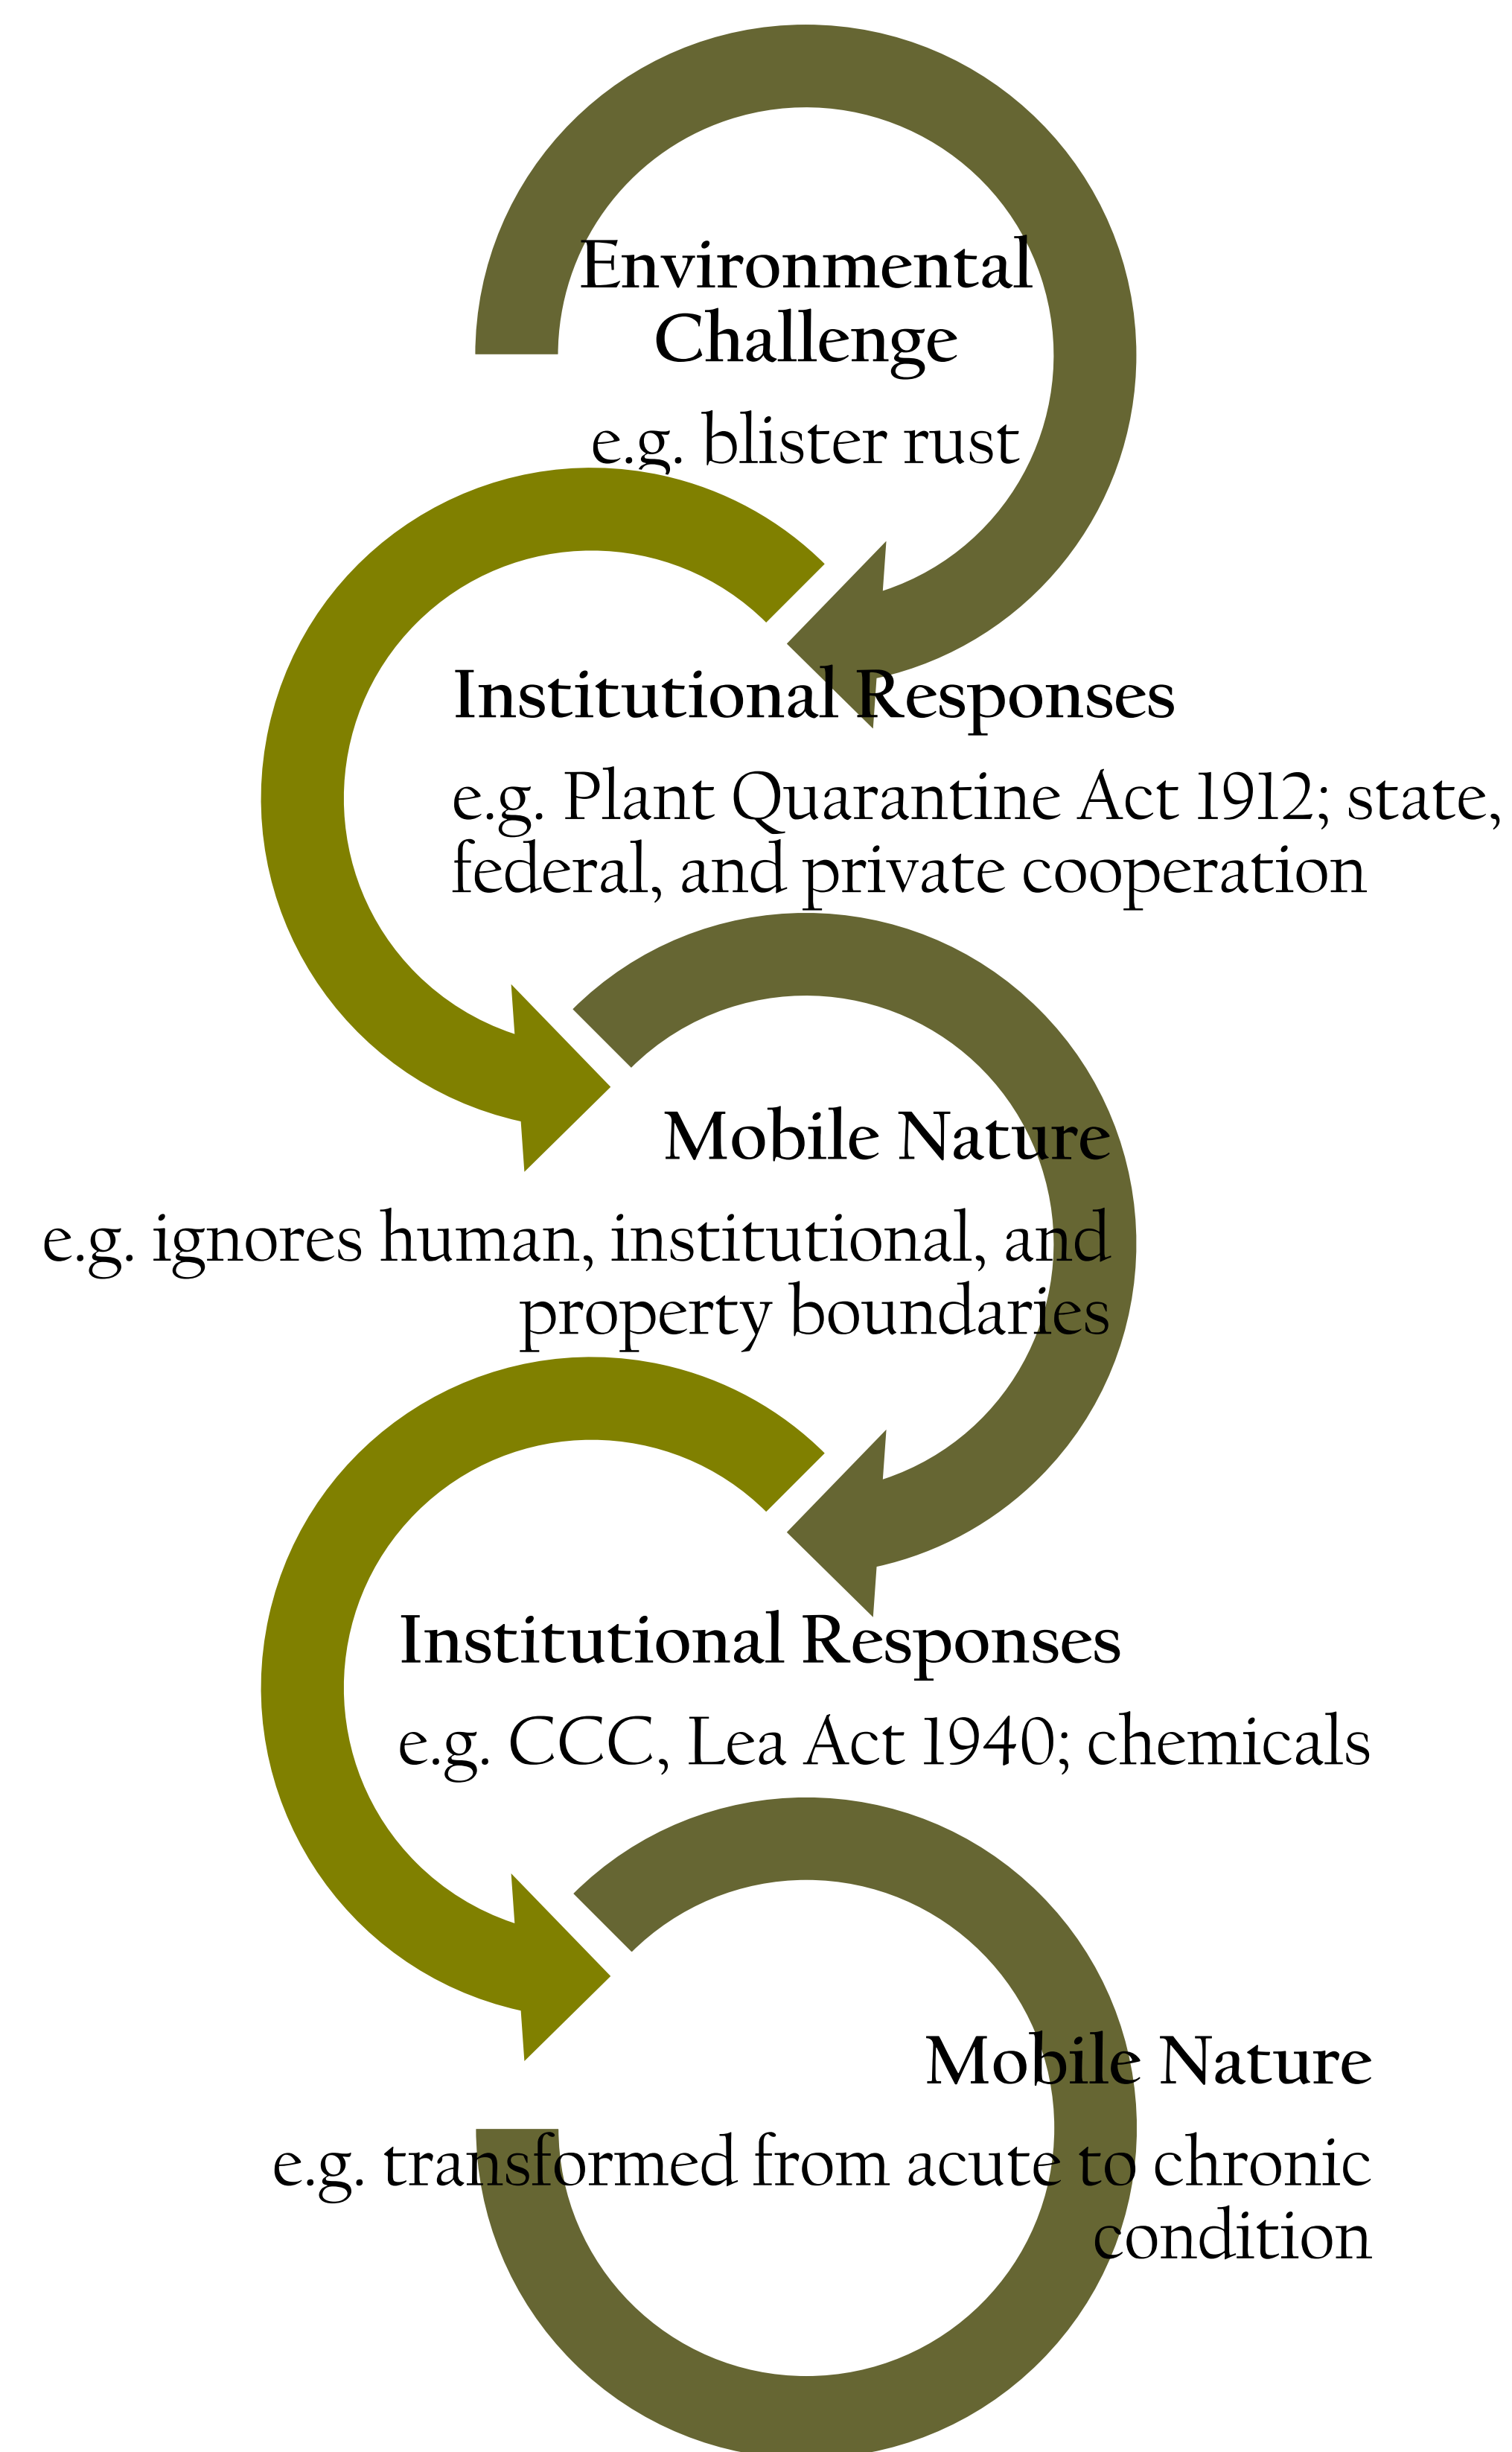 Environmental
Challenge
e.g. blister rust
Institutional Responses
e.g. Plant Quarantine Act 1912; state,
federal, and private cooperation
Mobile Nature
e.g. ignores human, institutional, and
property boundaries
Institutional Responses
e.g. CCC, Lea Act 1940; chemicals
Mobile Nature
e.g. transformed from acute to chronic
condition